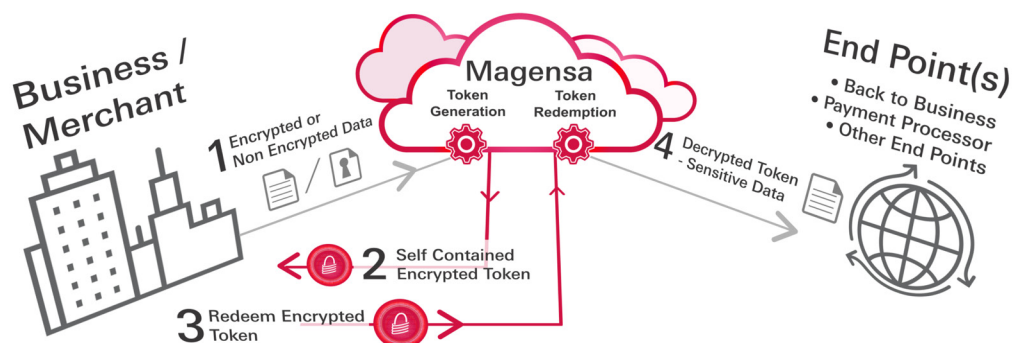 Business /
Merchant
1 Encrypted or
Non Encrypted Data
/
Magensa
Token
Generation
Token
Redemption
2 Self Contained
Encrypted Token
3 Redeem Encrypted
Token
4 Decrypted Token
- Sensitive Data
End Point(s)
• Back to Business
• Payment Processor
• Other End Points